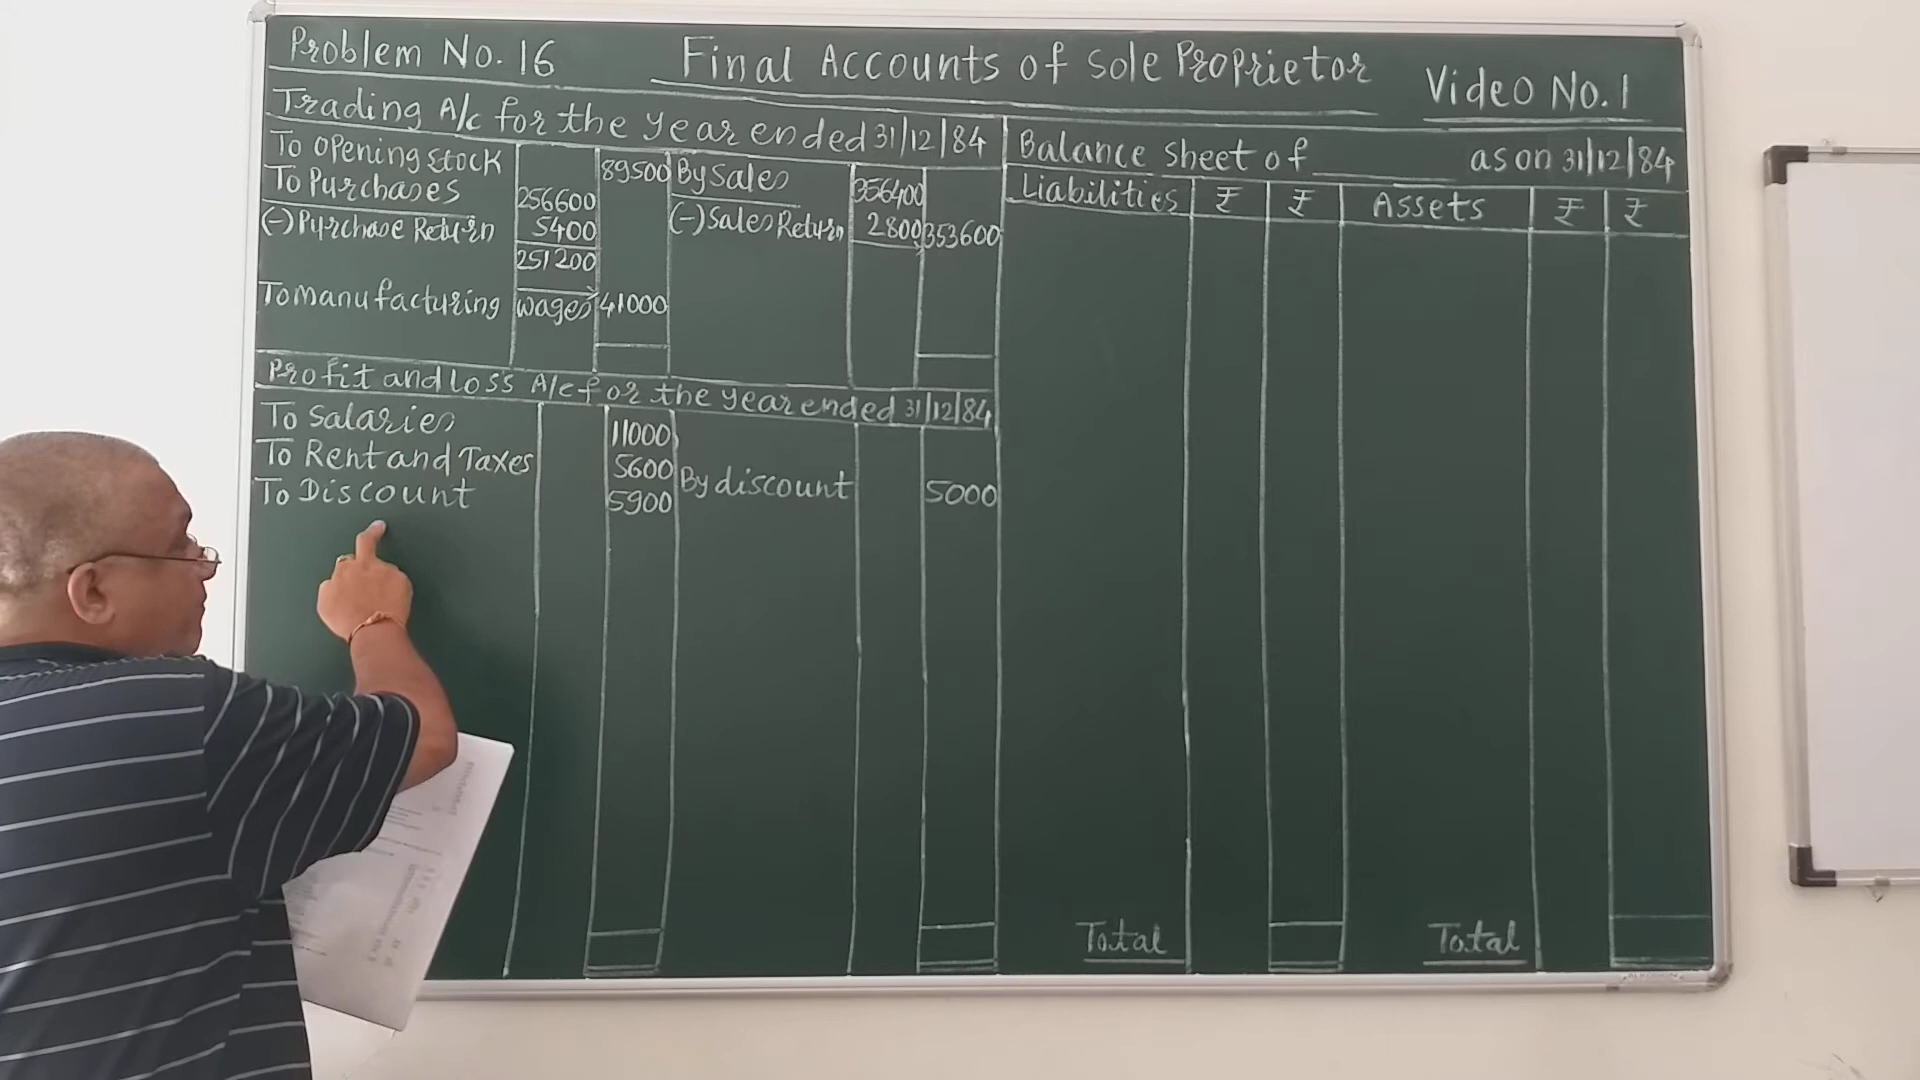 Problem No. 16
Final Accounts of Sole Proprietor
Video No. 1
Trading A/c for the year ended 31/12/84
To Opening stock 89500 By Sales 356400
To Purchases 256600
(-) Purchase Return 5400 (-) Sales Return 2800 353600
251200
To manufacturing wages 41000
Profit and loss A/c for the year ended 31/12/84
To Salaries 11000
To Rent and Taxes 5600 By discount 5000
To Discount 5900
Balance sheet of ______ as on 31/12/84
Liabilities ₹ ₹ Assets ₹ ₹
Total Total